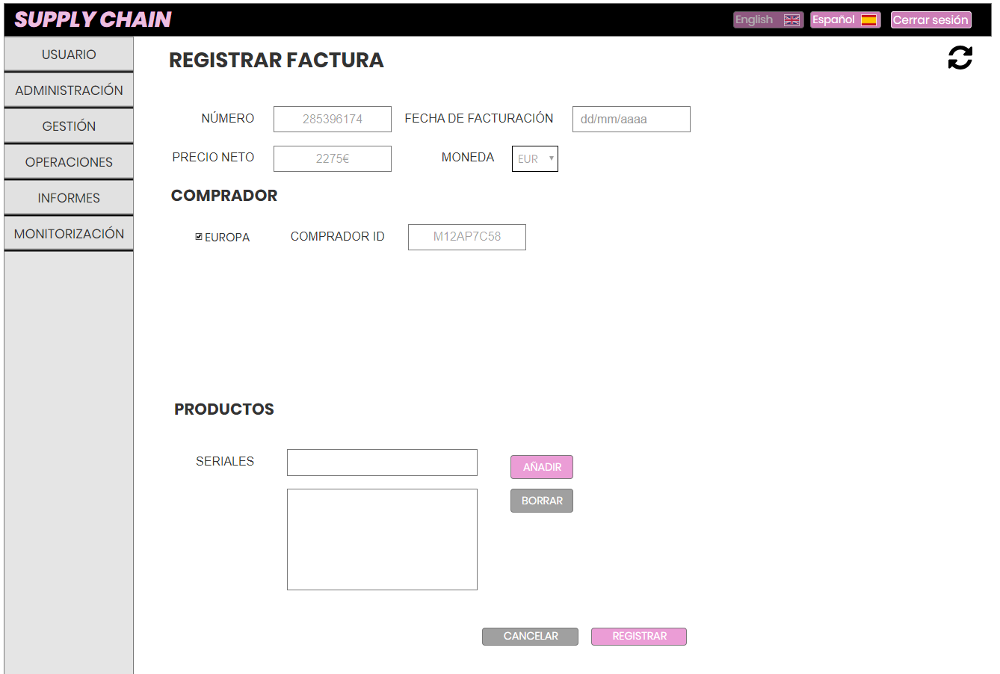 SUPPLY CHAIN
English
Español
Cerrar sesión
USUARIO
ADMINISTRACIÓN
GESTIÓN
OPERACIONES
INFORMES
MONITORIZACIÓN
REGISTRAR FACTURA
NÚMERO 285396174 FECHA DE FACTURACIÓN dd/mm/aaaa
PRECIO NETO 2275€ MONEDA EUR
COMPRADOR
EUROPA COMPRADOR ID M12AP7C58
PRODUCTOS
SERIALES
AÑADIR
BORRAR
CANCELAR REGISTRAR